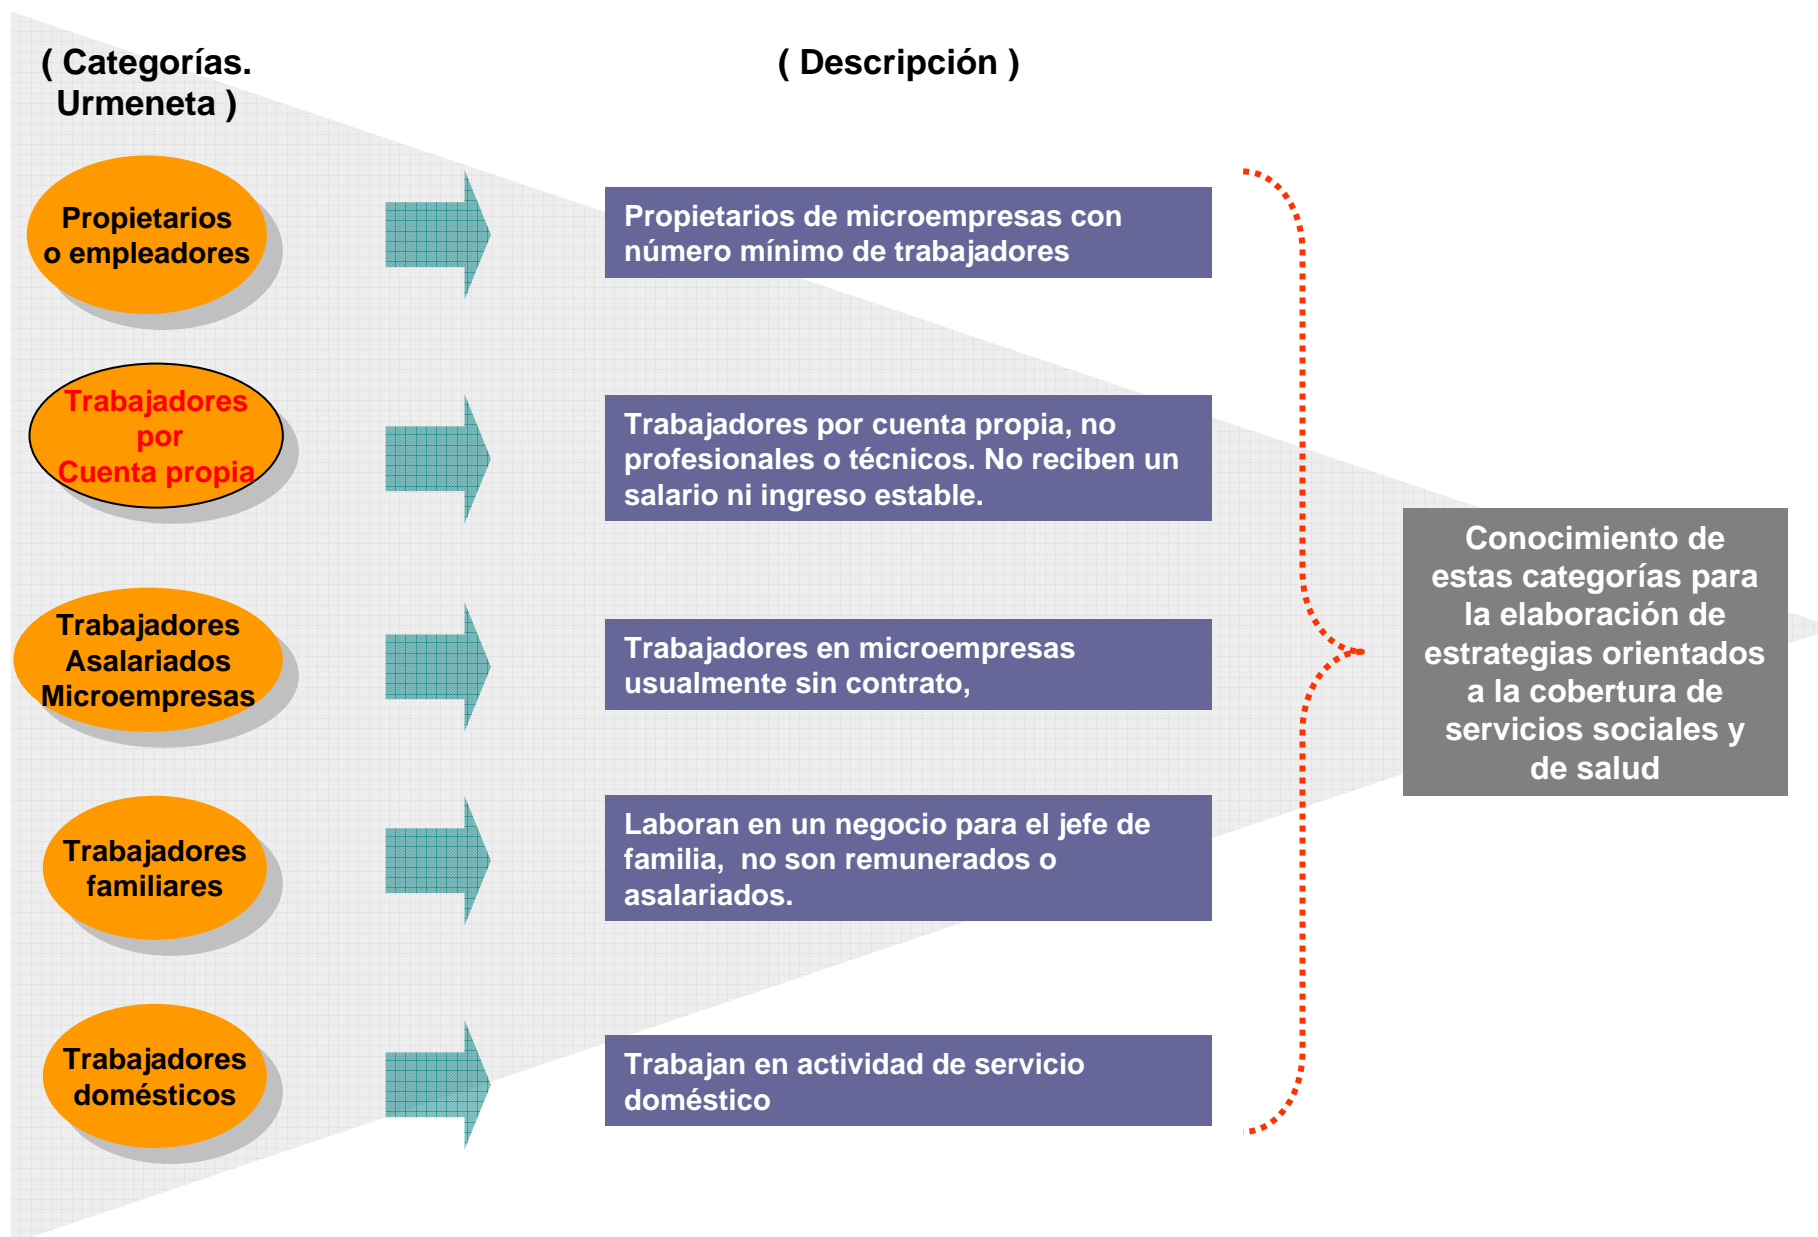 ( Categorías.
Urmeneta )
( Descripción )
Propietarios
o empleadores
Propietarios de microempresas con
número mínimo de trabajadores
Trabajadores
por
Cuenta propia
Trabajadores por cuenta propia, no
profesionales o técnicos. No reciben un
salario ni ingreso estable.
Trabajadores
Asalariados
Microempresas
Trabajadores en microempresas
usualmente sin contrato,
Trabajadores
familiares
Laboran en un negocio para el jefe de
familia,  no son remunerados o
asalariados.
Trabajadores
domésticos
Trabajan en actividad de servicio
doméstico
Conocimiento de
estas categorías para
la elaboración de
estrategias orientados
a la cobertura de
servicios sociales y
de salud